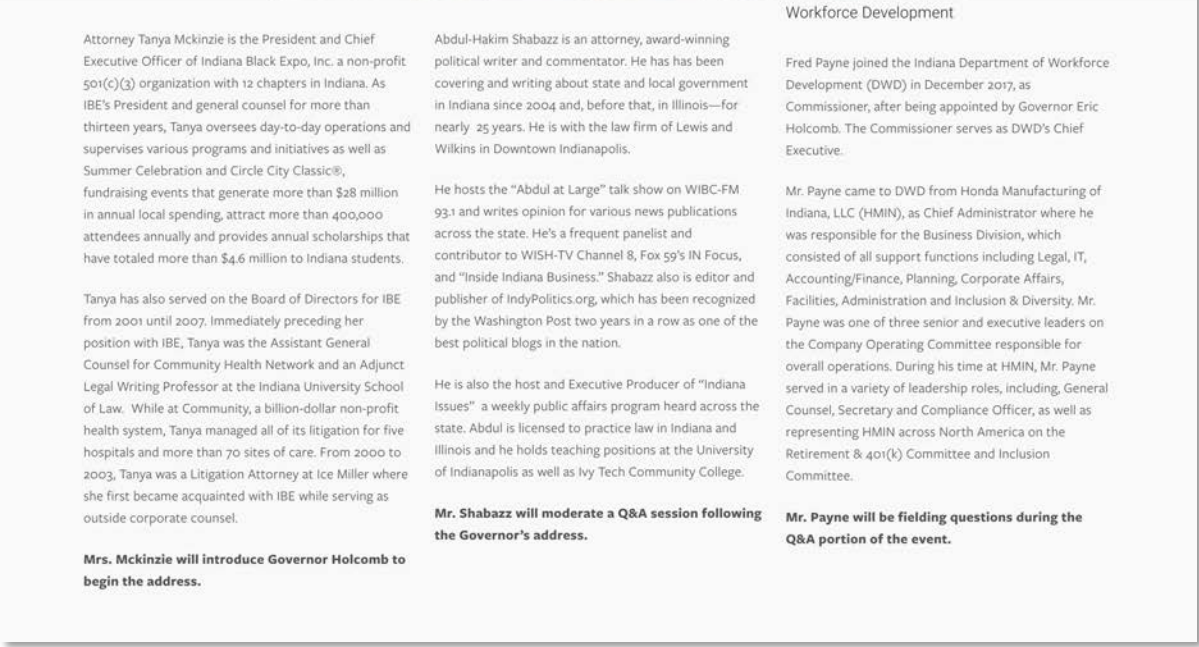 Attorney Tanya Mckinzie is the President and Chief
Executive Officer of Indiana Black Expo, Inc. a non-profit
501(c)(3) organization with 12 chapters in Indiana. As
IBE's President and general counsel for more than
thirteen years, Tanya oversees day-to-day operations and
supervises various programs and initiatives as well as
Summer Celebration and Circle City Classic®,
fundraising events that generate more than $28 million
in annual local spending, attract more than 400,000
attendees annually and provides annual scholarships that
have totaled more than $4.6 million to Indiana students.
Tanya has also served on the Board of Directors for IBE
from 2001 until 2007. Immediately preceding her
position with IBE, Tanya was the Assistant General
Counsel for Community Health Network and an Adjunct
Legal Writing Professor at the Indiana University School
of Law. While at Community, a billion-dollar non-profit
health system, Tanya managed all of its litigation for five
hospitals and more than 70 sites of care. From 2000 to
2003, Tanya was a Litigation Attorney at Ice Miller where
she first became acquainted with IBE while serving as
outside corporate counsel.
Mrs. Mckinzie will introduce Governor Holcomb to
begin the address.
Abdul-Hakim Shabazz is an attorney, award-winning
political writer and commentator. He has has been
covering and writing about state and local government
in Indiana since 2004 and, before that, in Illinois—for
nearly 25 years. He is with the law firm of Lewis and
Wilkins in Downtown Indianapolis.
He hosts the "Abdul at Large" talk show on WIBC-FM
93.1 and writes opinion for various news publications
across the state. He's a frequent panelist and
contributor to WISH-TV Channel 8, Fox 59's IN Focus,
and "Inside Indiana Business." Shabazz also is editor and
publisher of IndyPolitics.org, which has been recognized
by the Washington Post two years in a row as one of the
best political blogs in the nation.
He is also the host and Executive Producer of "Indiana
Issues" a weekly public affairs program heard across the
state. Abdul is licensed to practice law in Indiana and
Illinois and he holds teaching positions at the University
of Indianapolis as well as Ivy Tech Community College.
Mr. Shabazz will moderate a Q&A session following
the Governor's address.
Workforce Development
Fred Payne joined the Indiana Department of Workforce
Development (DWD) in December 2017, as
Commissioner, after being appointed by Governor Eric
Holcomb. The Commissioner serves as DWD's Chief
Executive.
Mr. Payne came to DWD from Honda Manufacturing of
Indiana, LLC (HMIN), as Chief Administrator where he
was responsible for the Business Division, which
consisted of all support functions including Legal, IT,
Accounting/Finance, Planning, Corporate Affairs,
Facilities, Administration and Inclusion & Diversity. Mr.
Payne was one of three senior and executive leaders on
the Company Operating Committee responsible for
overall operations. During his time at HMIN, Mr. Payne
served in a variety of leadership roles, including, General
Counsel, Secretary and Compliance Officer, as well as
representing HMIN across North America on the
Retirement & 401(k) Committee and Inclusion
Committee.
Mr. Payne will be fielding questions during the
Q&A portion of the event.